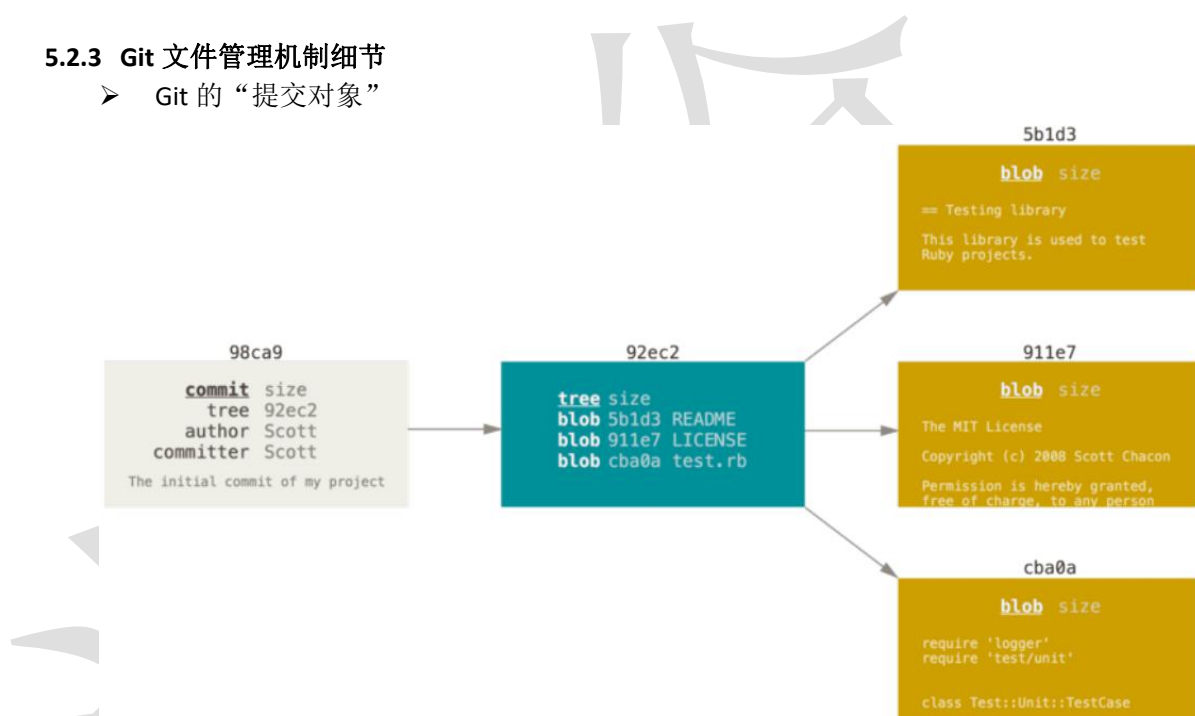 5.2.3 Git 文件管理机制细节
➢ Git 的“提交对象”
5b1d3
blob size
== Testing library
This library is used to test
Ruby projects.
98ca9
commit size
tree 92ec2
author Scott
committer Scott
The initial commit of my project
92ec2
tree size
blob 5b1d3 README
blob 911e7 LICENSE
blob cba0a test.rb
911e7
blob size
The MIT License
Copyright (c) 2008 Scott Chacon
Permission is hereby granted,
free of charge, to any person
cba0a
blob size
require 'logger'
require 'test/unit'
class Test::Unit::TestCase